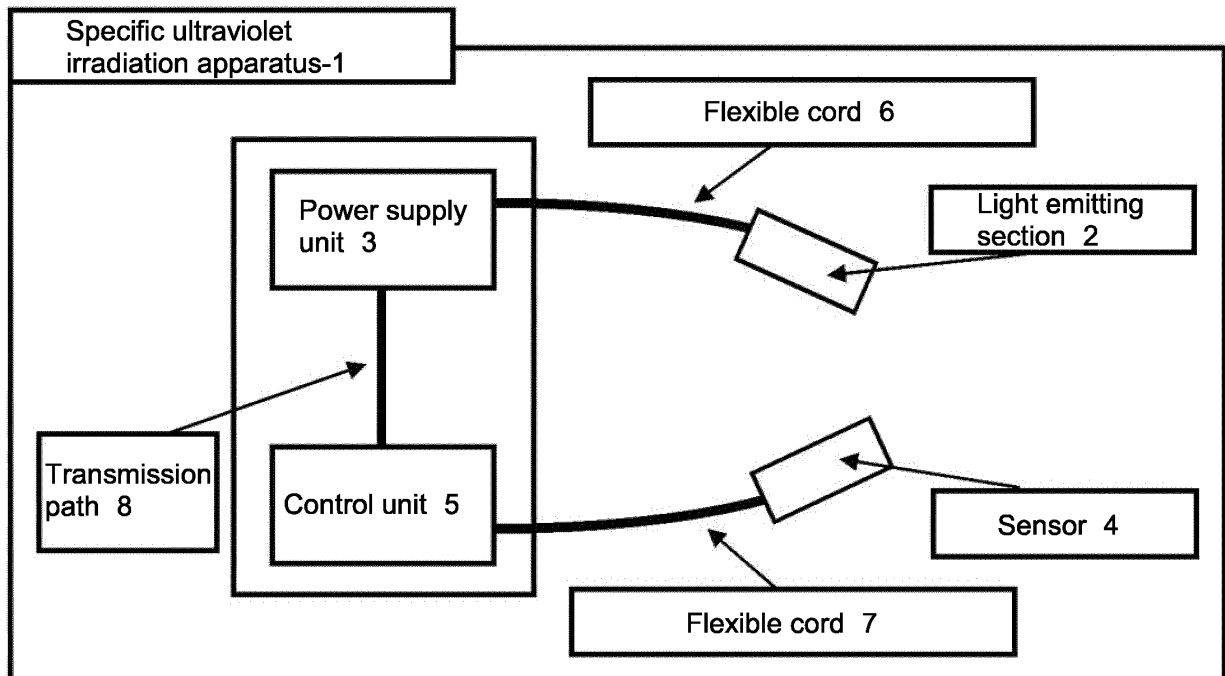 Specific ultraviolet
irradiation apparatus-1
Flexible cord 6
Power supply
unit 3
Light emitting
section 2
Transmission
path 8
Control unit 5
Sensor 4
Flexible cord 7